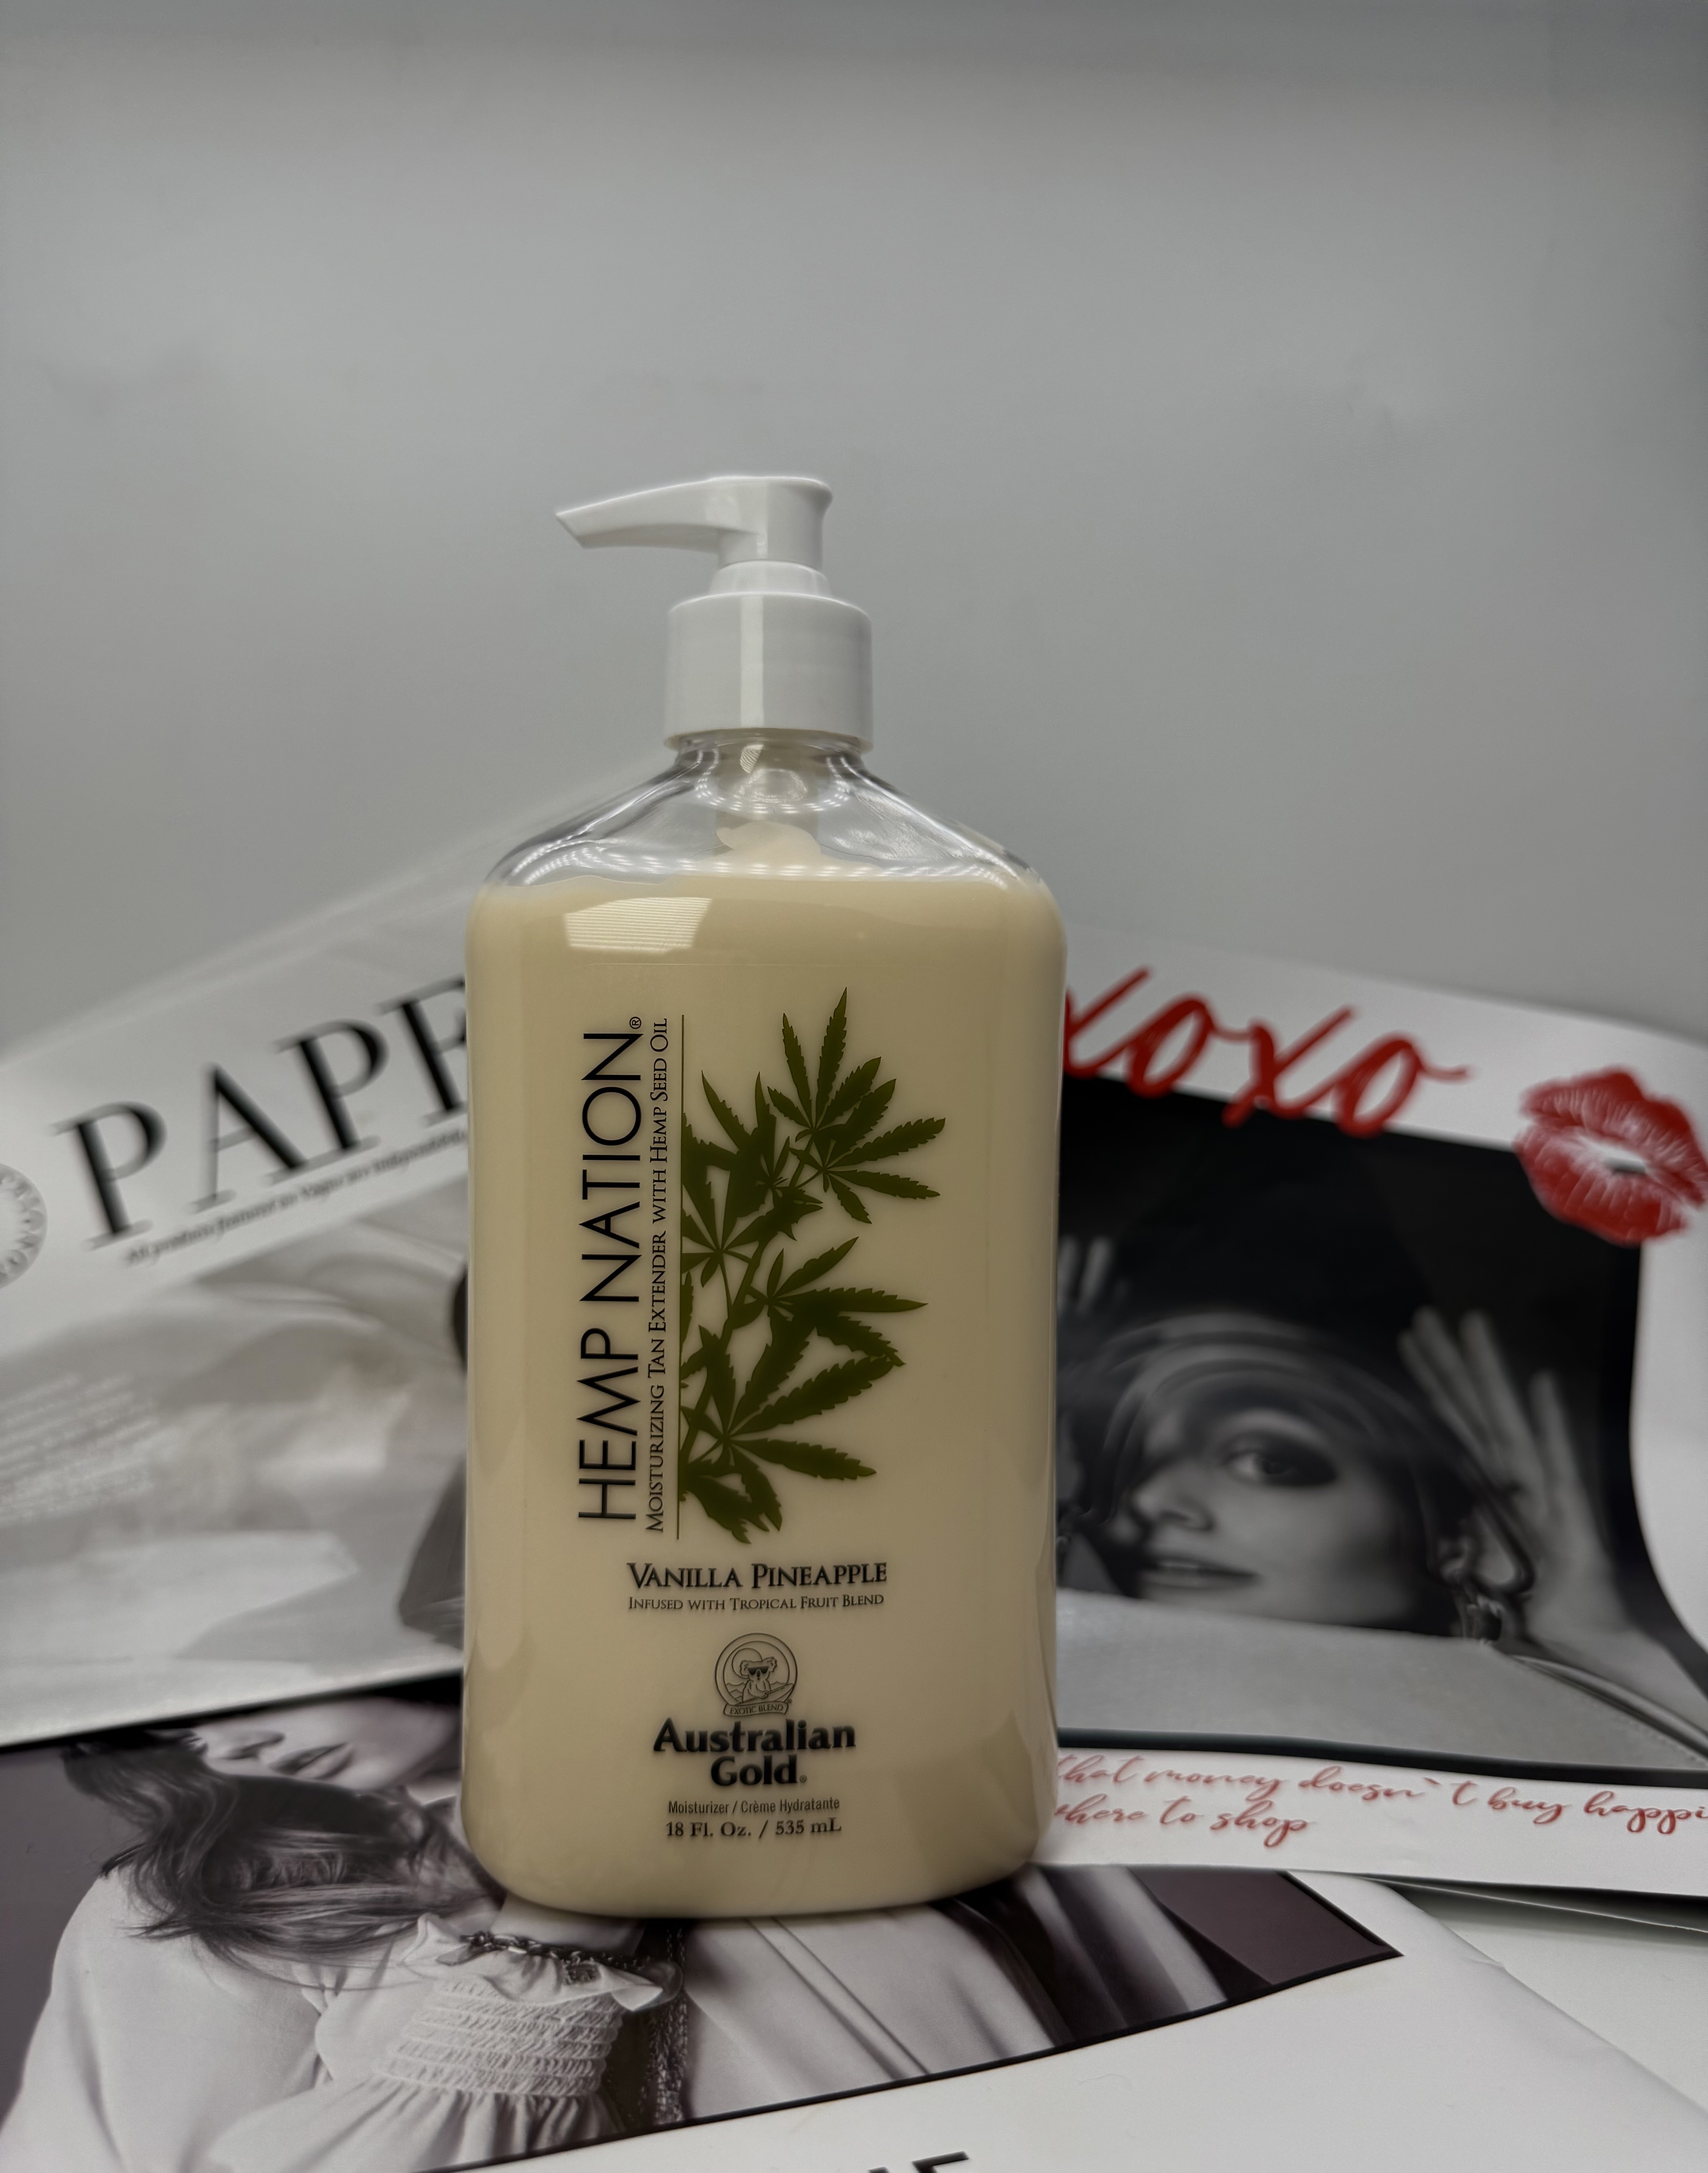 PAPE
xoxo
HEMP NATION®
MOISTURIZING TAN EXTENDER WITH HEMP SEED OIL
VANILLA PINEAPPLE
INFUSED WITH TROPICAL FRUIT BLEND
EXOTIC BLEND
Australian
Gold®
Moisturizer / Crème Hydratante
18 Fl. Oz. / 535 mL
that money doesn`t buy happi
where to shop